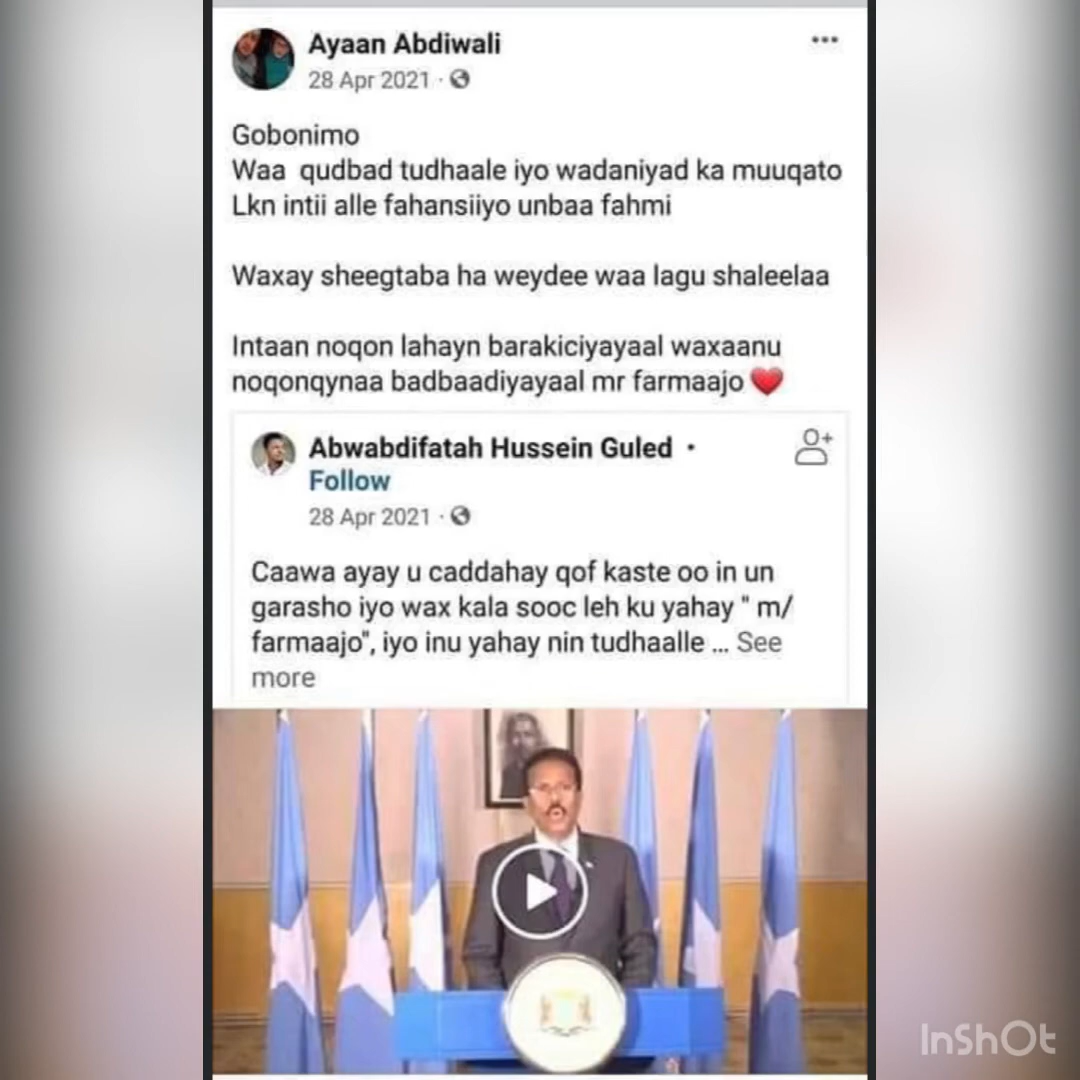 Ayaan Abdiwali
28 Apr 2021 ·
Gobonimo
Waa qudbad tudhaale iyo wadaniyad ka muuqato
Lkn intii alle fahansiiyo unbaa fahmi
Waxay sheegtaba ha weydee waa lagu shaleelaa
Intaan noqon lahayn barakiciyayaal waxaanu
noqonqynaa badbaadiyayaal mr farmaajo ❤️
Abwabdifatah Hussein Guled ·
Follow
28 Apr 2021 ·
Caawa ayay u caddahay qof kaste oo in un
garasho iyo wax kala sooc leh ku yahay " m/
farmaajo", iyo inu yahay nin tudhaalle ... See
more
InShOt